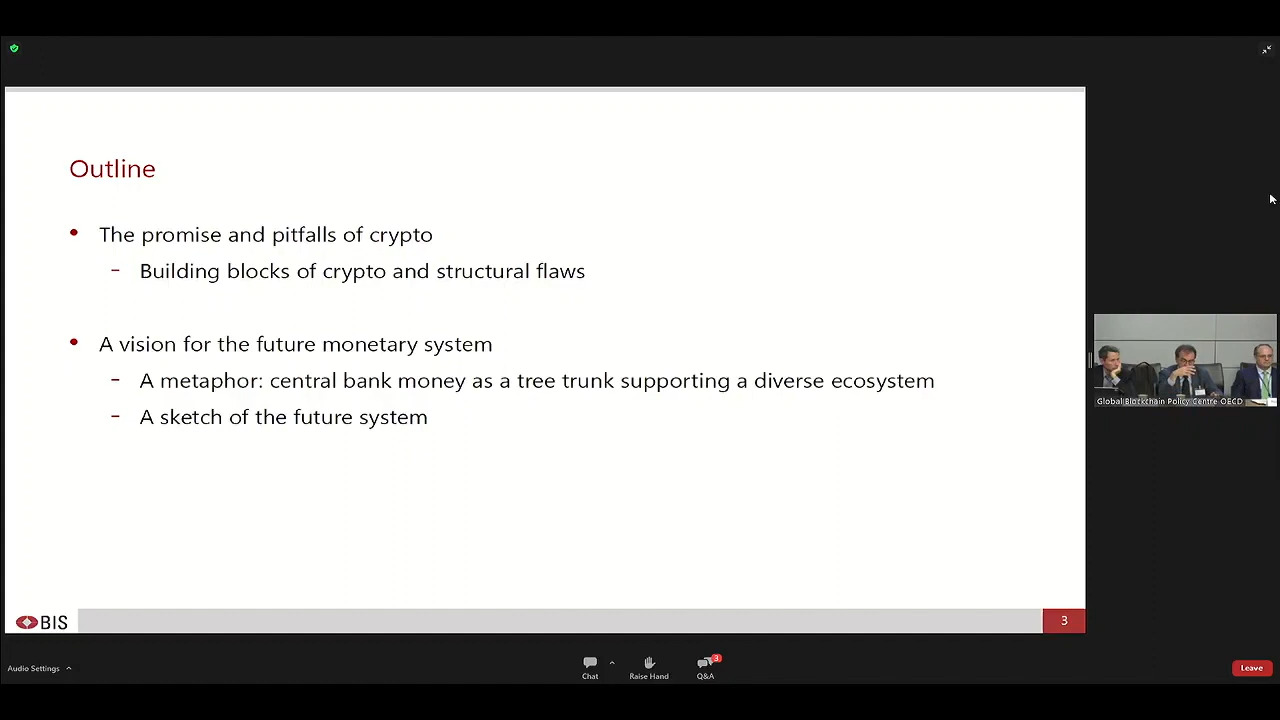 Outline
• The promise and pitfalls of crypto
– Building blocks of crypto and structural flaws
• A vision for the future monetary system
– A metaphor: central bank money as a tree trunk supporting a diverse ecosystem
– A sketch of the future system
Global Blockchain Policy Centre OECD
BIS
3
Audio Settings
Chat
Raise Hand
3
Q&A
Leave